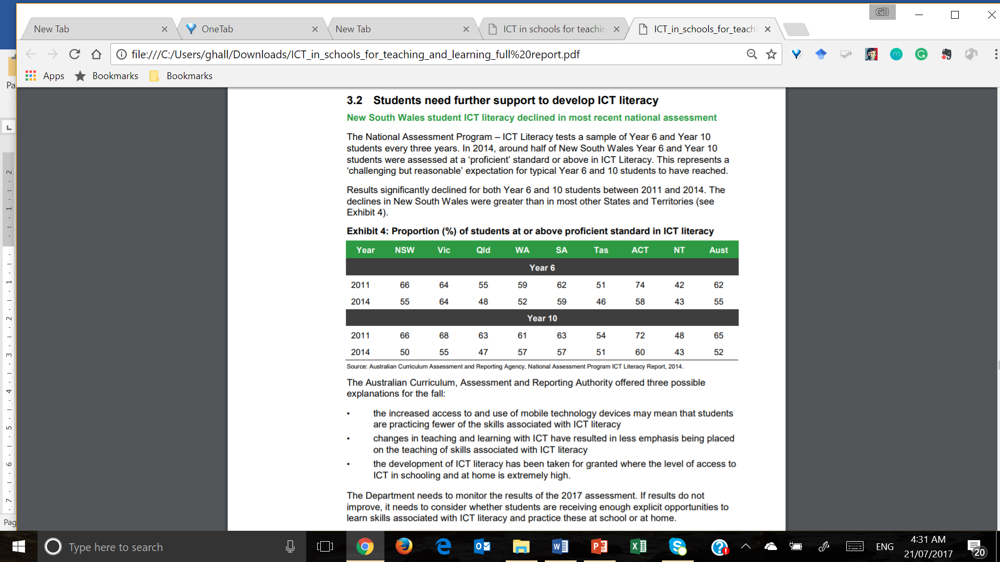 Gill
New Tab
OneTab
New Tab
ICT in schools for teachin
ICT_in_schools_for_teachi
file:///C:/Users/ghall/Downloads/ICT_in_schools_for_teaching_and_learning_full%20report.pdf
Apps Bookmarks Bookmarks
Pa
3.2 Students need further support to develop ICT literacy
New South Wales student ICT literacy declined in most recent national assessment
The National Assessment Program – ICT Literacy tests a sample of Year 6 and Year 10
students every three years. In 2014, around half of New South Wales Year 6 and Year 10
students were assessed at a ‘proficient’ standard or above in ICT Literacy. This represents a
‘challenging but reasonable’ expectation for typical Year 6 and 10 students to have reached.
Results significantly declined for both Year 6 and 10 students between 2011 and 2014. The
declines in New South Wales were greater than in most other States and Territories (see
Exhibit 4).
Exhibit 4: Proportion (%) of students at or above proficient standard in ICT literacy
Year NSW Vic Qld WA SA Tas ACT NT Aust
Year 6
2011 66 64 55 59 62 51 74 42 62
2014 55 64 48 52 59 46 58 43 55
Year 10
2011 66 68 63 61 63 54 72 48 65
2014 50 55 47 57 57 51 60 43 52
Source: Australian Curriculum Assessment and Reporting Agency, National Assessment Program ICT Literacy Report, 2014.
The Australian Curriculum, Assessment and Reporting Authority offered three possible
explanations for the fall:
• the increased access to and use of mobile technology devices may mean that students
are practicing fewer of the skills associated with ICT literacy
• changes in teaching and learning with ICT have resulted in less emphasis being placed
on the teaching of skills associated with ICT literacy
• the development of ICT literacy has been taken for granted where the level of access to
ICT in schooling and at home is extremely high.
The Department needs to monitor the results of the 2017 assessment. If results do not
improve, it needs to consider whether students are receiving enough explicit opportunities to
learn skills associated with ICT literacy and practice these at school or at home.
2
1
1
2
3
4
5
6
7
Pag
Type here to search
ENG
4:31 AM
21/07/2017
20